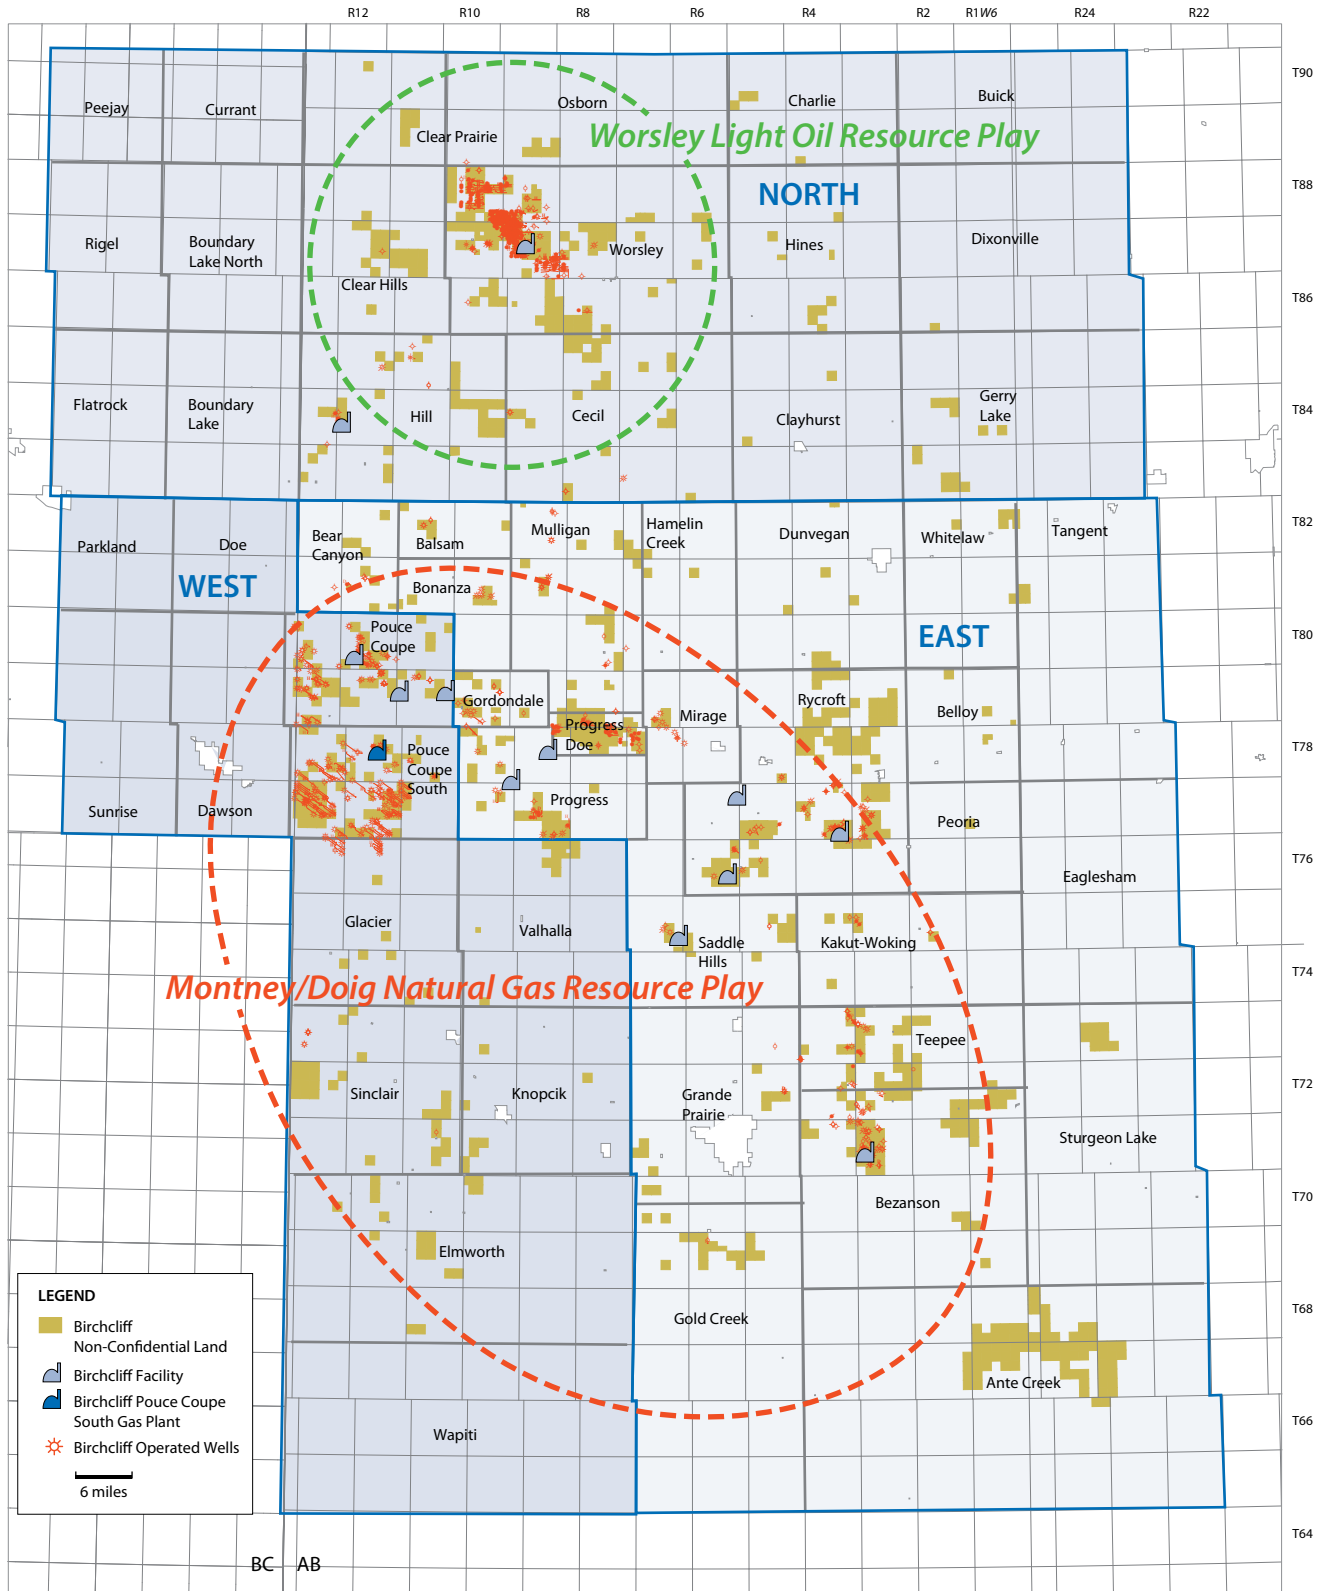 R12 R10 R8 R6 R4 R2 R1W6 R24 R22
T90
Peejay
Currant
Osborn
Charlie
Buick
Clear Prairie
Worsley Light Oil Resource Play
NORTH
T88
Rigel
Boundary
Lake North
Worsley
Hines
Dixonville
Clear Hills
T86
Flatrock
Boundary
Lake
Hill
Cecil
Clayhurst
Gerry
Lake
T84
Parkland
Doe
Bear
Canyon
Balsam
Mulligan
Hamelin
Creek
Dunvegan
Whitelaw
Tangent
T82
WEST
Bonanza
Pouce
Coupe
EAST
T80
Gordondale
Mirage
Rycroft
Belloy
Progress
Doe
T78
Pouce
Coupe
South
Progress
Sunrise
Dawson
Peoria
T76
Eaglesham
Glacier
Valhalla
Saddle
Hills
Kakut-Woking
T74
Montney/Doig Natural Gas Resource Play
Teepee
Sinclair
Knopcik
Grande
Prairie
T72
Sturgeon Lake
Bezanson
T70
Elmworth
Gold Creek
T68
Ante Creek
Wapiti
T66
T64
LEGEND
Birchcliff
Non-Confidential Land
Birchcliff Facility
Birchcliff Pouce Coupe
South Gas Plant
Birchcliff Operated Wells
6 miles
BC AB